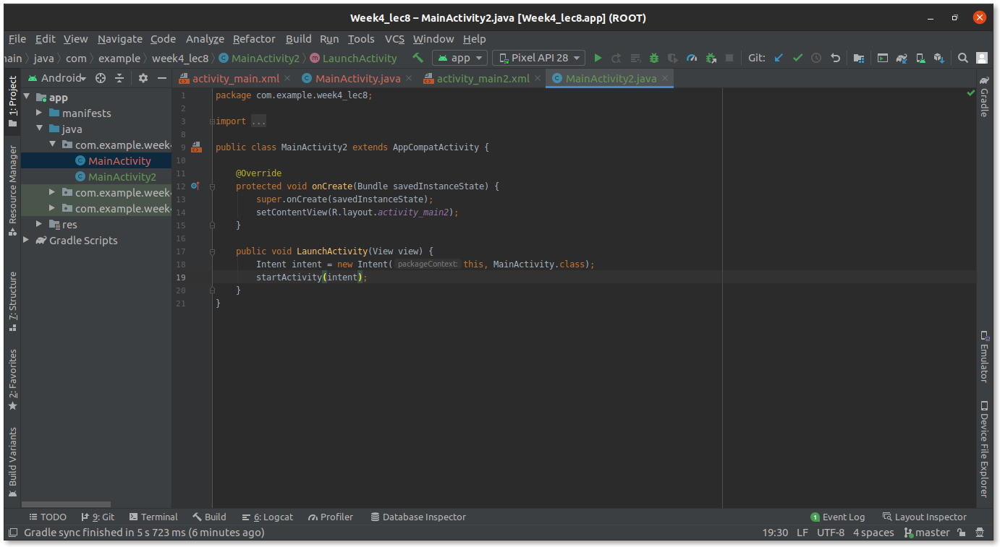 Week4_lec8 – MainActivity2.java [Week4_lec8.app] (ROOT)
File Edit View Navigate Code Analyze Refactor Build Run Tools VCS Window Help
java com example week4_lec8 MainActivity2 LaunchActivity app Pixel API 28 Git:
Android activity_main.xml MainActivity.java activity_main2.xml MainActivity2.java
1: Project
Resource Manager
7: Structure
2: Favorites
Build Variants
app
manifests
java
com.example.week
MainActivity
MainActivity2
com.example.week
com.example.week
res
Gradle Scripts
1 package com.example.week4_lec8;
2
3 import ...
8
9 public class MainActivity2 extends AppCompatActivity {
10
11 @Override
12 protected void onCreate(Bundle savedInstanceState) {
13 super.onCreate(savedInstanceState);
14 setContentView(R.layout.activity_main2);
15 }
16
17 public void LaunchActivity(View view) {
18 Intent intent = new Intent( packageContext: this, MainActivity.class);
19 startActivity(intent);
20 }
21 }
Gradle
Emulator
Device File Explorer
TODO 9: Git Terminal Build 6: Logcat Profiler Database Inspector 1 Event Log Layout Inspector
Gradle sync finished in 5 s 723 ms (6 minutes ago) 19:30 LF UTF-8 4 spaces master